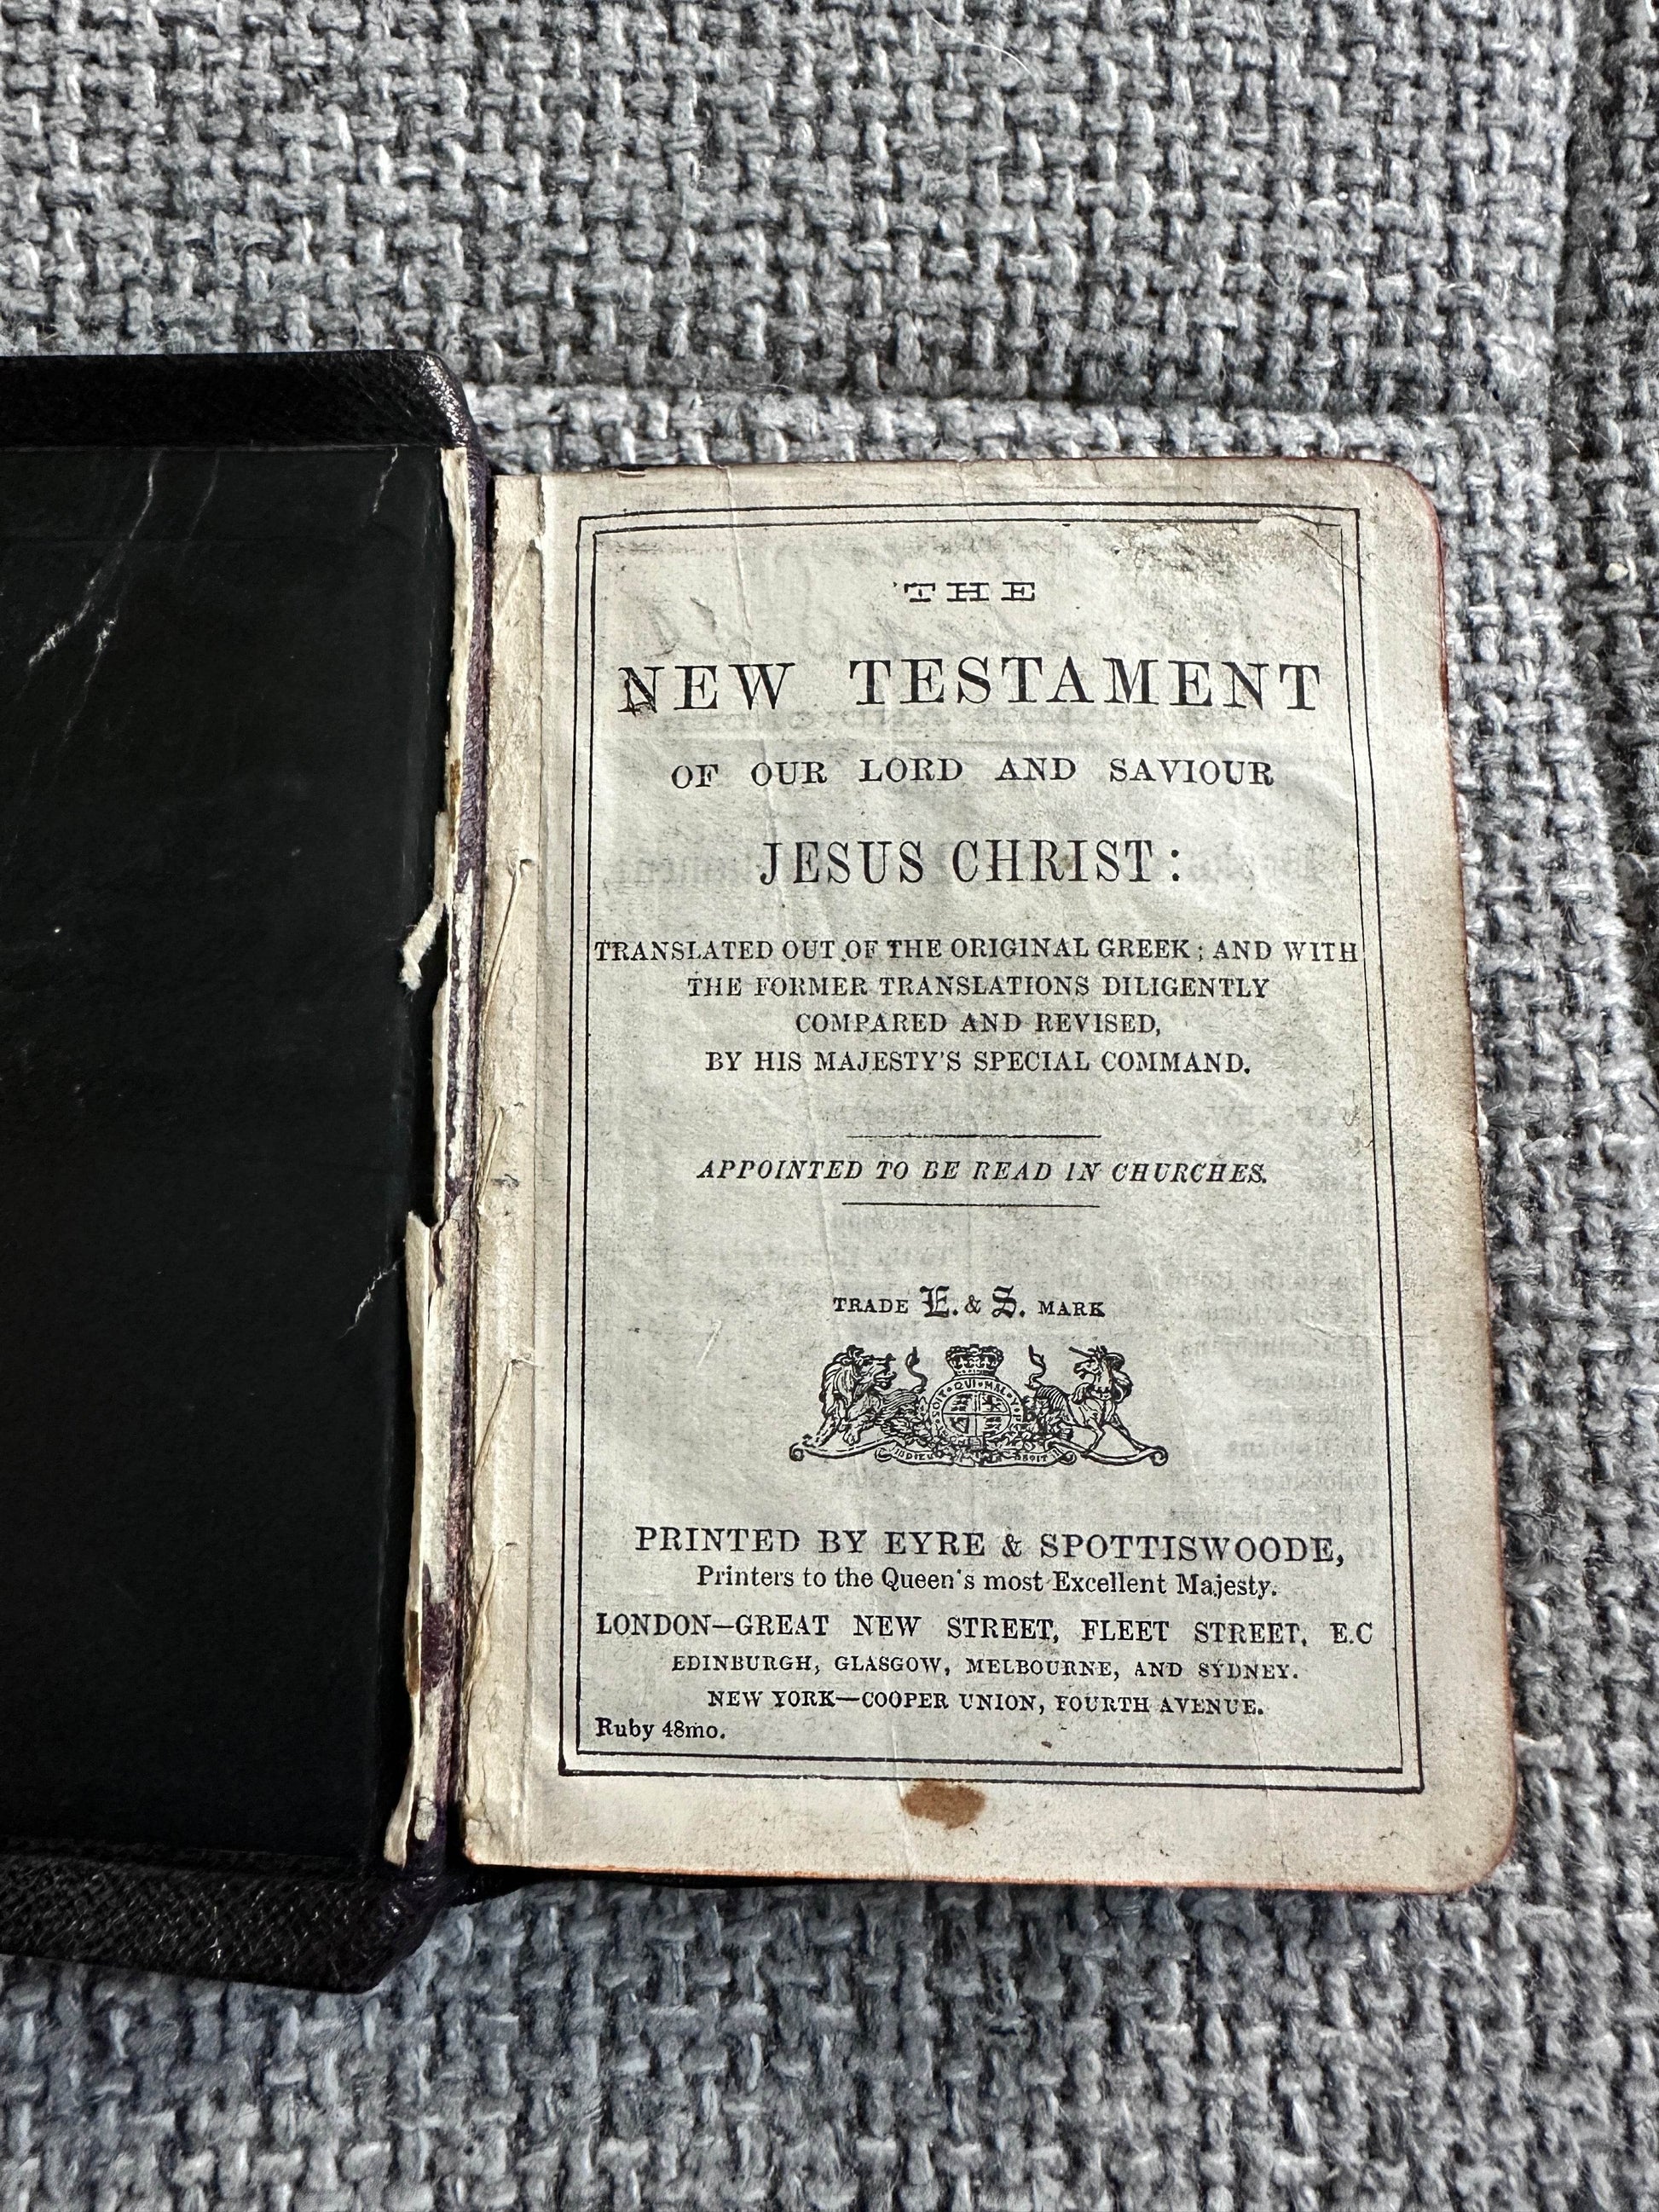 THE
NEW TESTAMENT
OF OUR LORD AND SAVIOUR
JESUS CHRIST:
TRANSLATED OUT OF THE ORIGINAL GREEK; AND WITH
THE FORMER TRANSLATIONS DILIGENTLY
COMPARED AND REVISED,
BY HIS MAJESTY'S SPECIAL COMMAND.
APPOINTED TO BE READ IN CHURCHES.
TRADE E. & S. MARK
QUI MAL Y
PRINTED BY EYRE & SPOTTISWOODE,
Printers to the Queen's most Excellent Majesty.
LONDON—GREAT NEW STREET, FLEET STREET, E.C
EDINBURGH, GLASGOW, MELBOURNE, AND SYDNEY.
NEW YORK—COOPER UNION, FOURTH AVENUE.
Ruby 48mo.